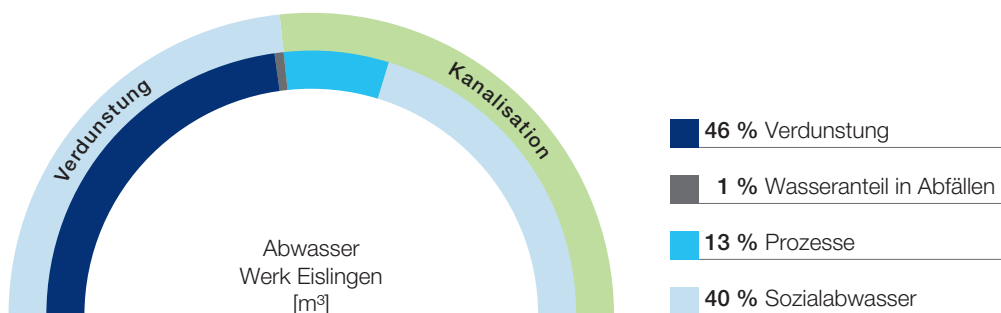 Verdunstung
Kanalisation
Abwasser
Werk Eislingen
[m³]
46 % Verdunstung
1 % Wasseranteil in Abfällen
13 % Prozesse
40 % Sozialabwasser